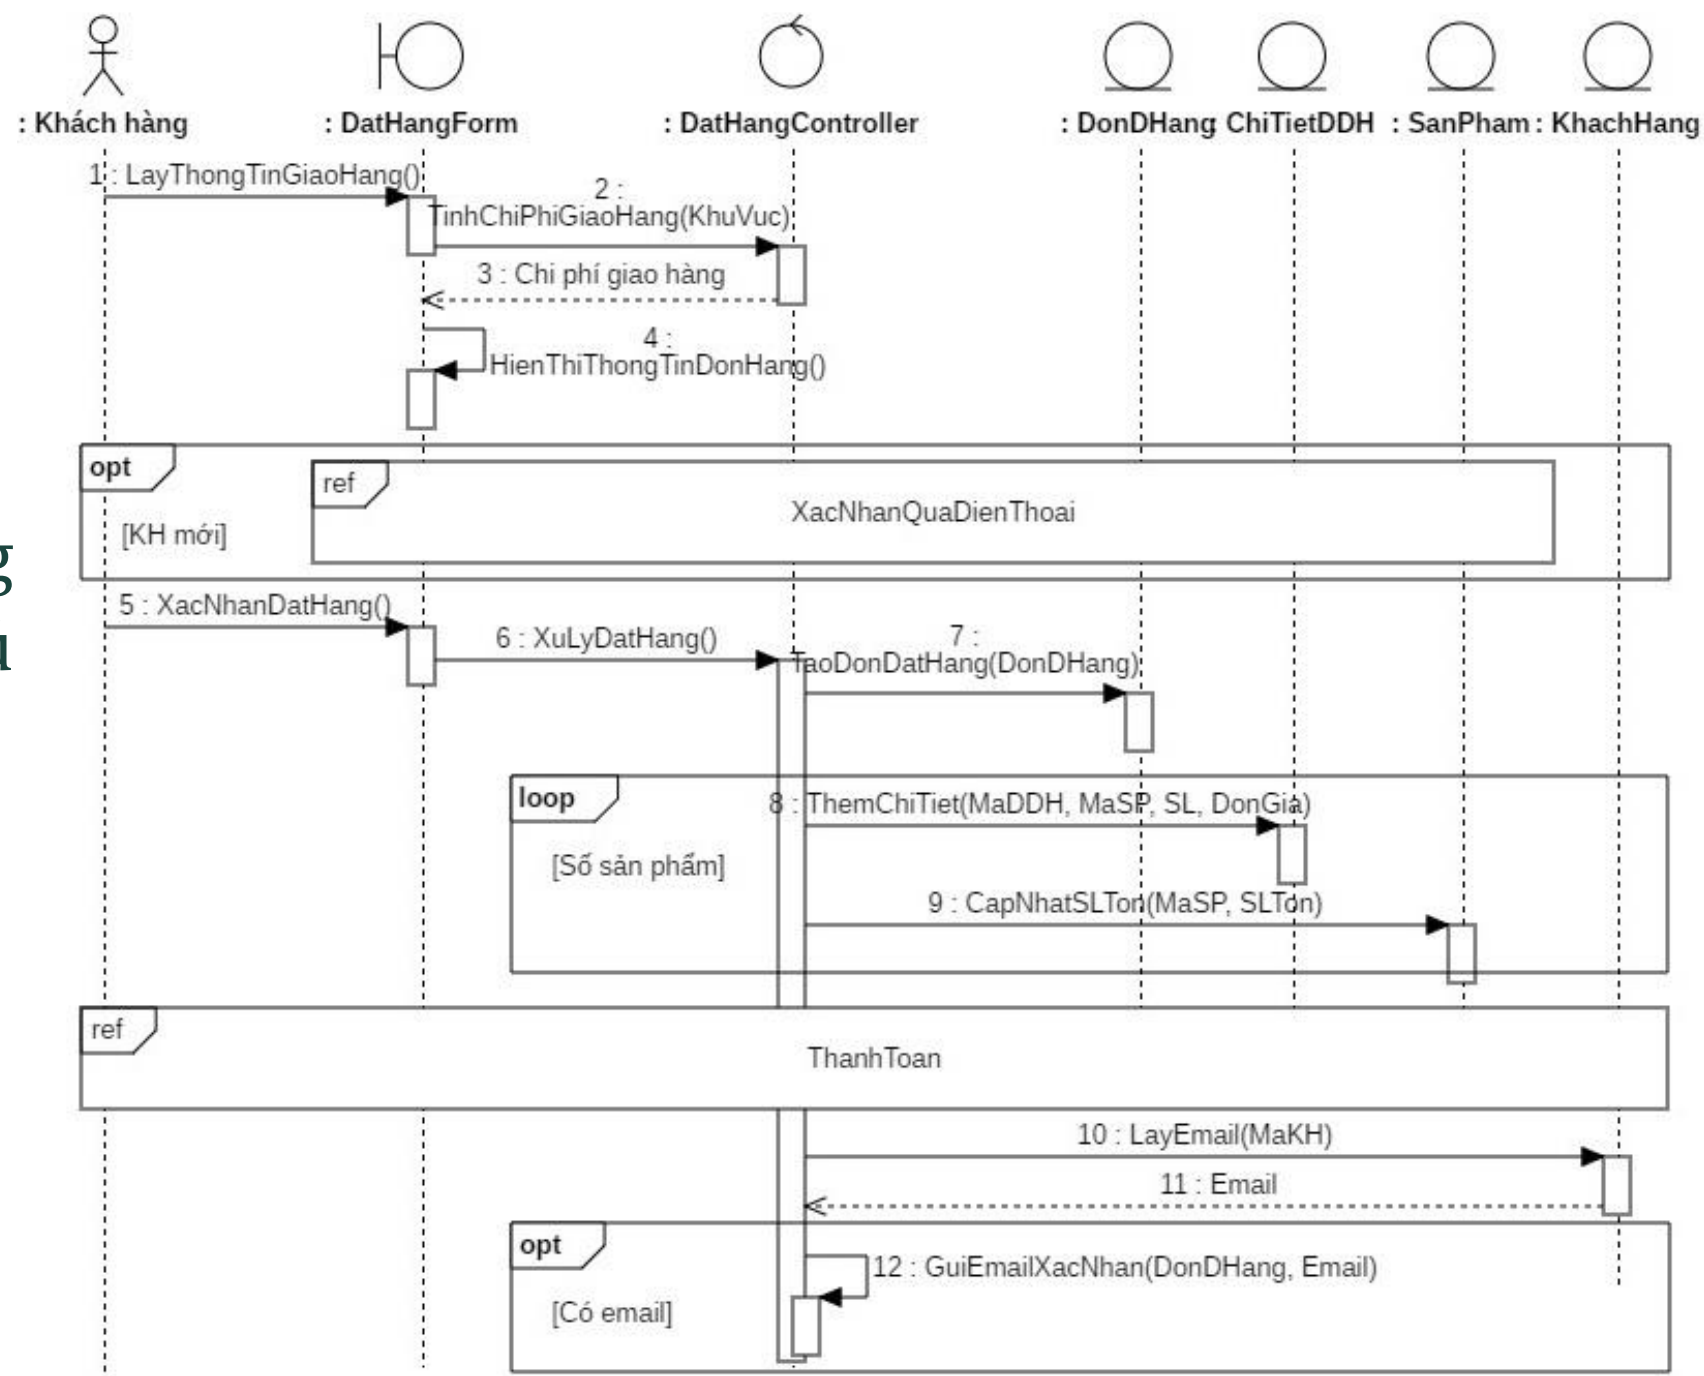 : Khách hàng
: DatHangForm
: DatHangController
: DonDHang
: ChiTietDDH
: SanPham
: KhachHang
1 : LayThongTinGiaoHang()
2 :
TinhChiPhiGiaoHang(KhuVuc)
3 : Chi phí giao hàng
4 :
HienThiThongTinDonHang()
opt
ref
XacNhanQuaDienThoai
[KH mới]
5 : XacNhanDatHang()
6 : XuLyDatHang()
7 :
TaoDonDatHang(DonDHang)
loop
8 : ThemChiTiet(MaDDH, MaSP, SL, DonGia)
[Số sản phẩm]
9 : CapNhatSLTon(MaSP, SLTon)
ref
ThanhToan
10 : LayEmail(MaKH)
11 : Email
opt
12 : GuiEmailXacNhan(DonDHang, Email)
[Có email]